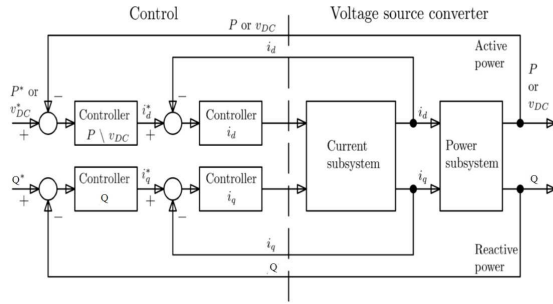 Control
Voltage source converter
P or v_DC
i_d
Active
power
P* or
v*_DC
−
+
Controller
P \ v_DC
i*_d
−
+
Controller
i_d
Current
subsystem
i_d
Power
subsystem
P
or
v_DC
Q*
+
−
Controller
Q
i*_q
+
−
Controller
i_q
i_q
Q
i_q
Q
Reactive
power